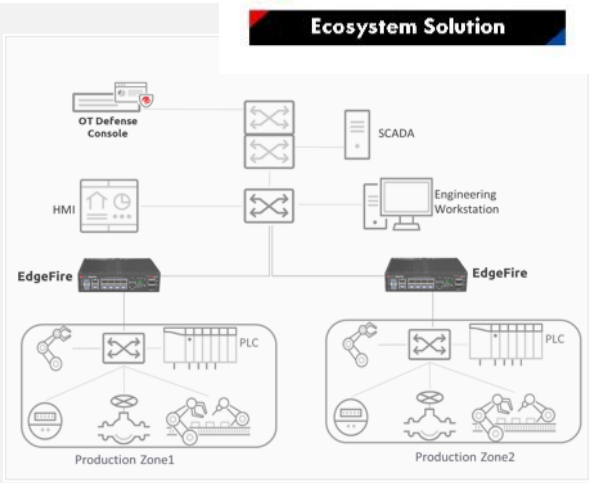 Ecosystem Solution
OT Defense
Console
SCADA
HMI
Engineering
Workstation
EdgeFire
EdgeFire
PLC
PLC
Production Zone1
Production Zone2